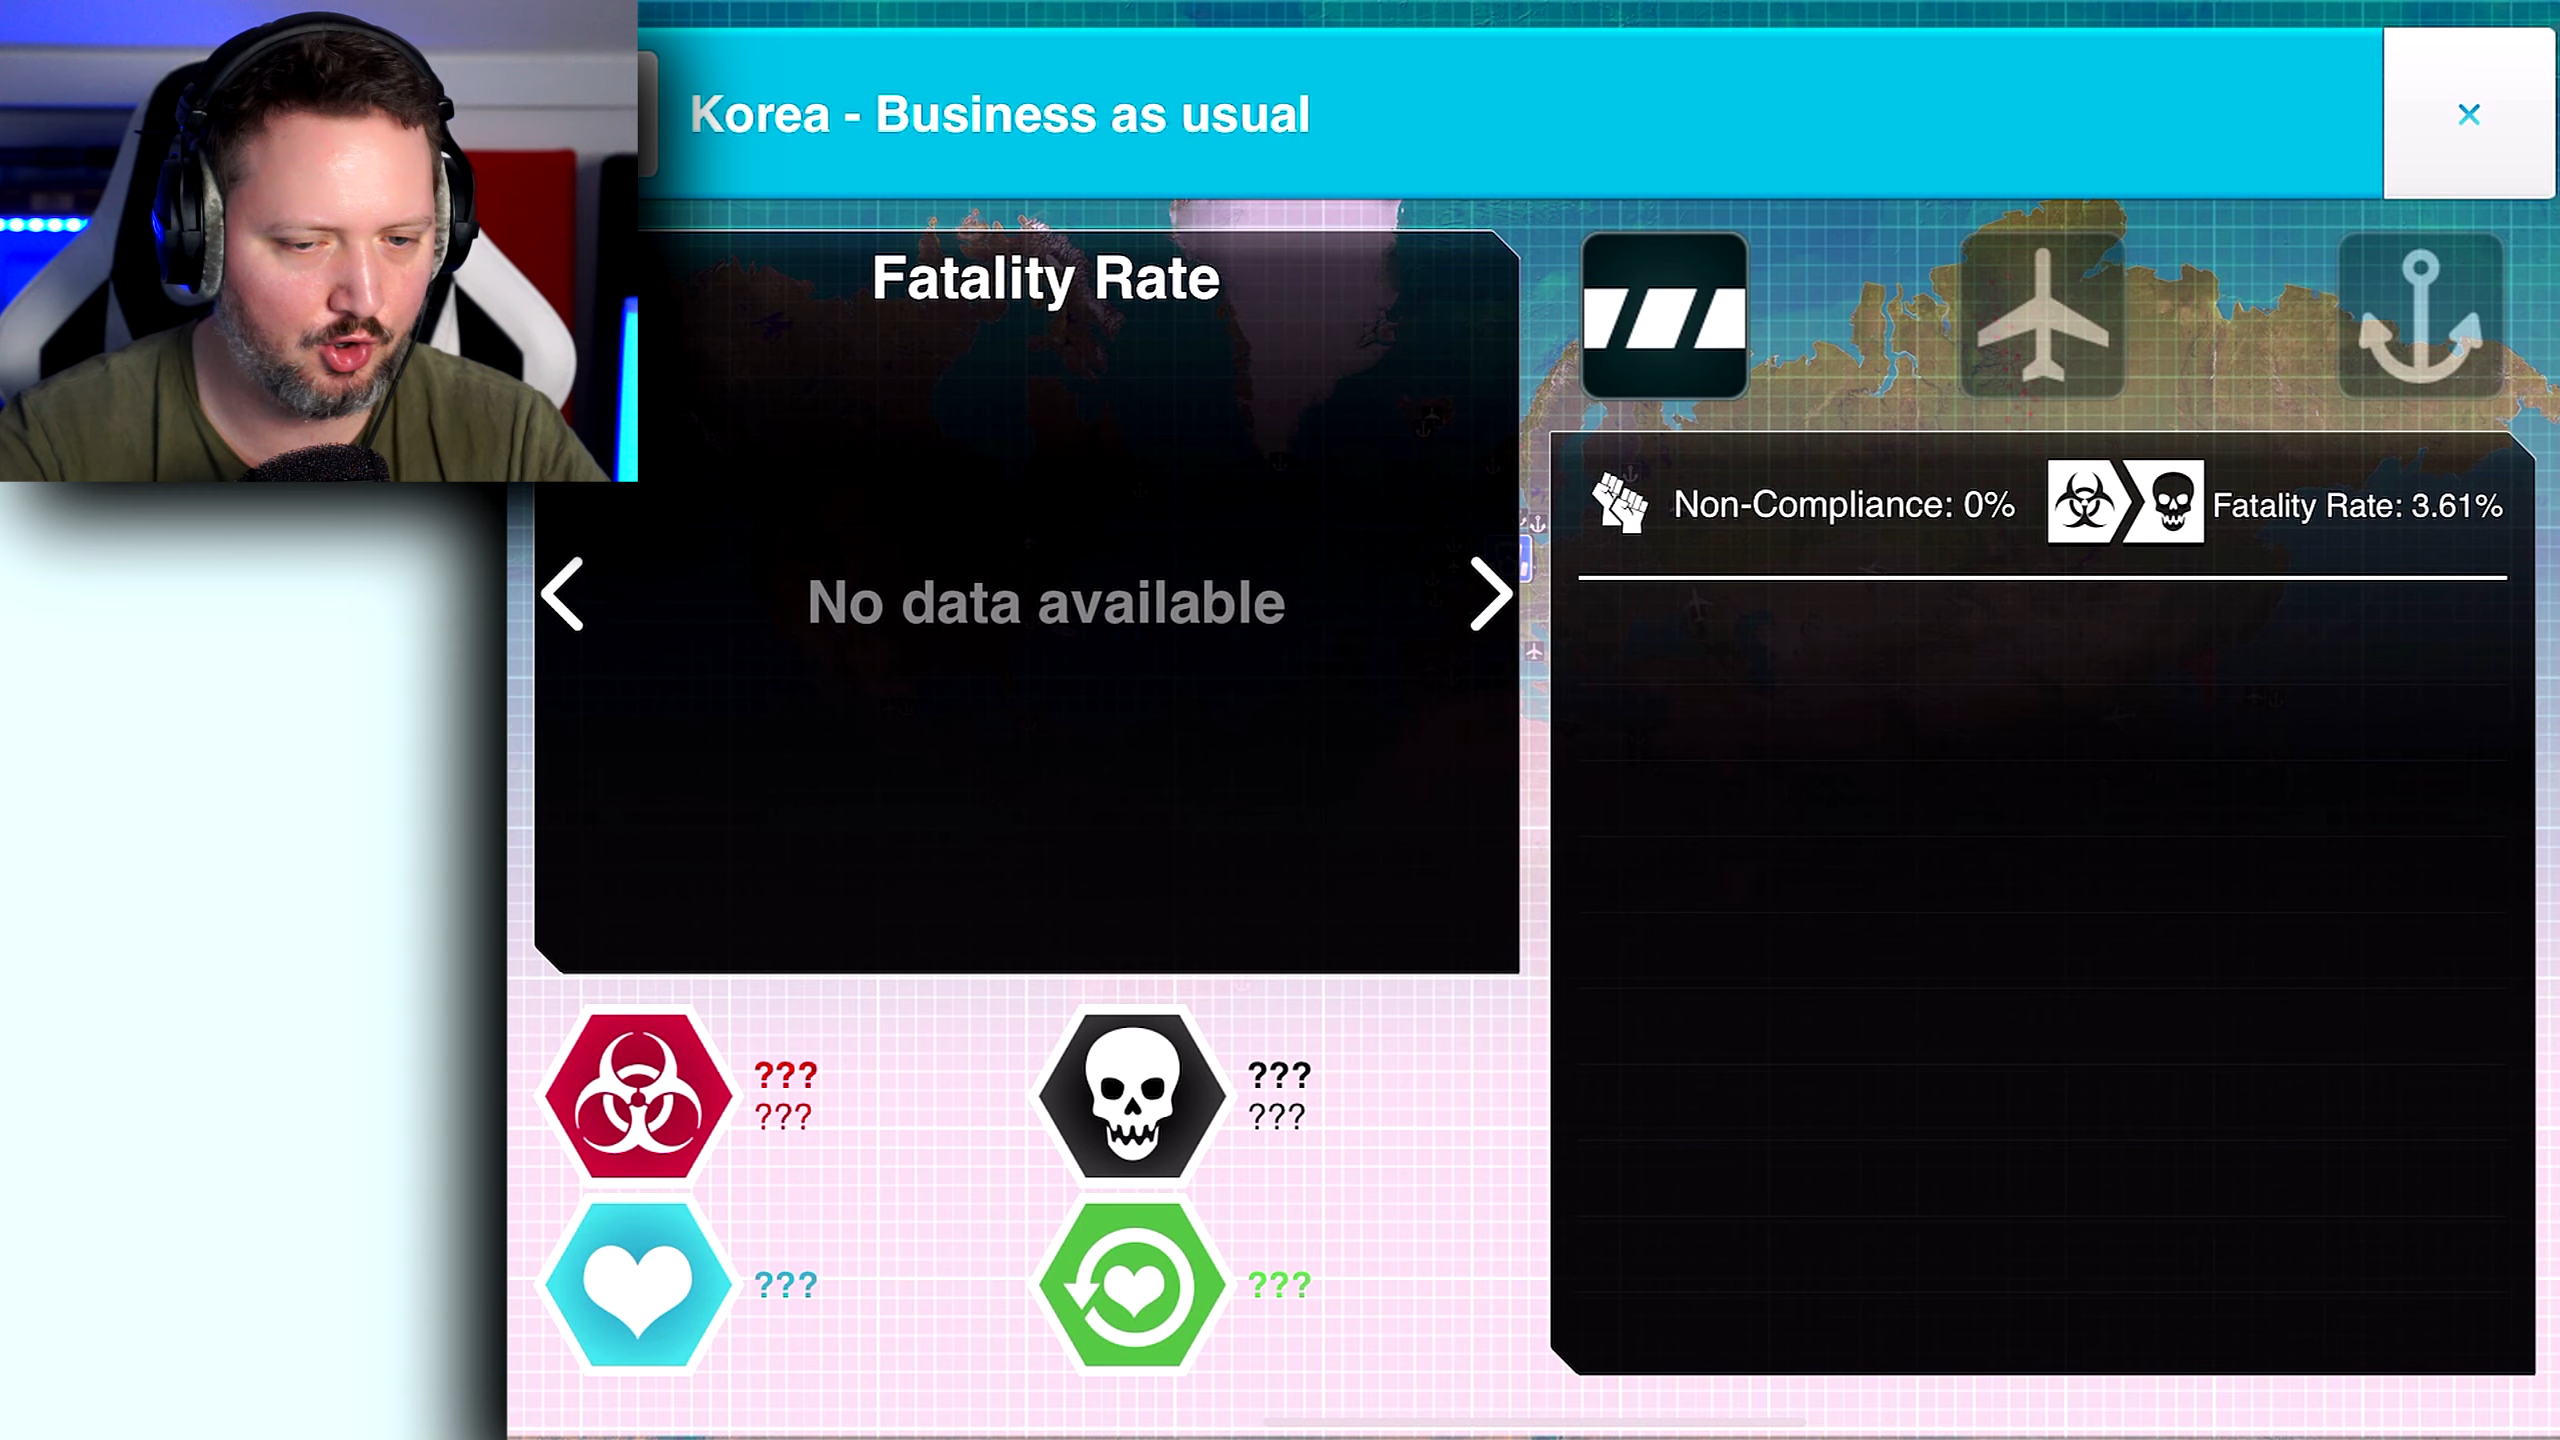 Korea - Business as usual
Fatality Rate
No data available
Non-Compliance: 0%
Fatality Rate: 3.61%
???
???
???
???
???
???